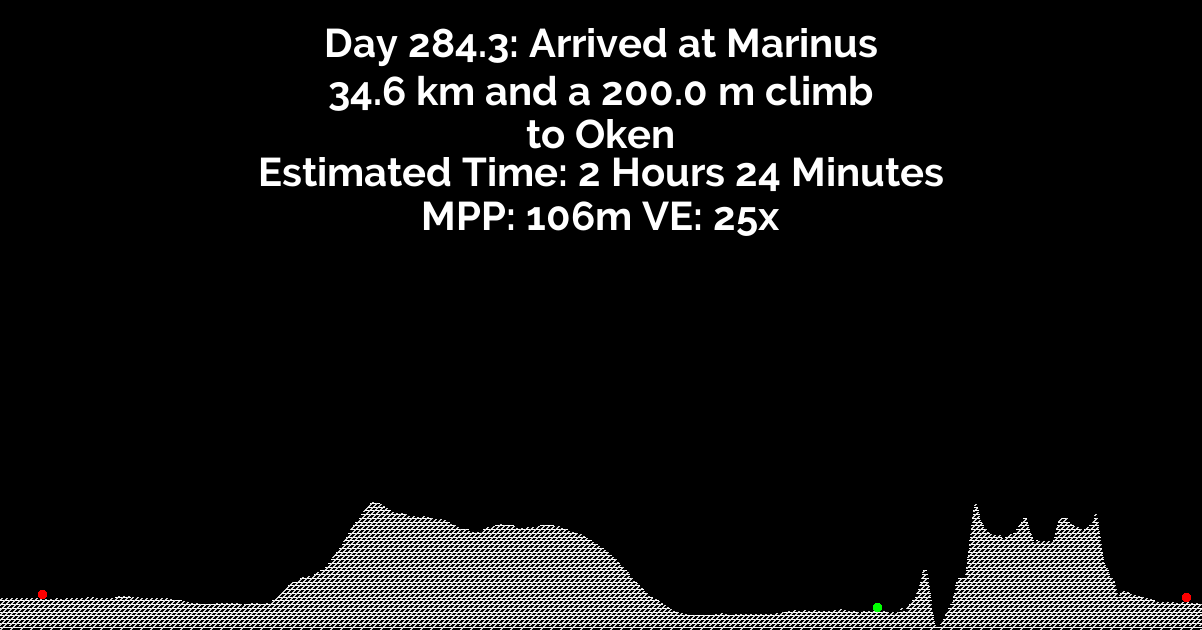 Day 284.3: Arrived at Marinus
34.6 km and a 200.0 m climb
to Oken
Estimated Time: 2 Hours 24 Minutes
MPP: 106m VE: 25x